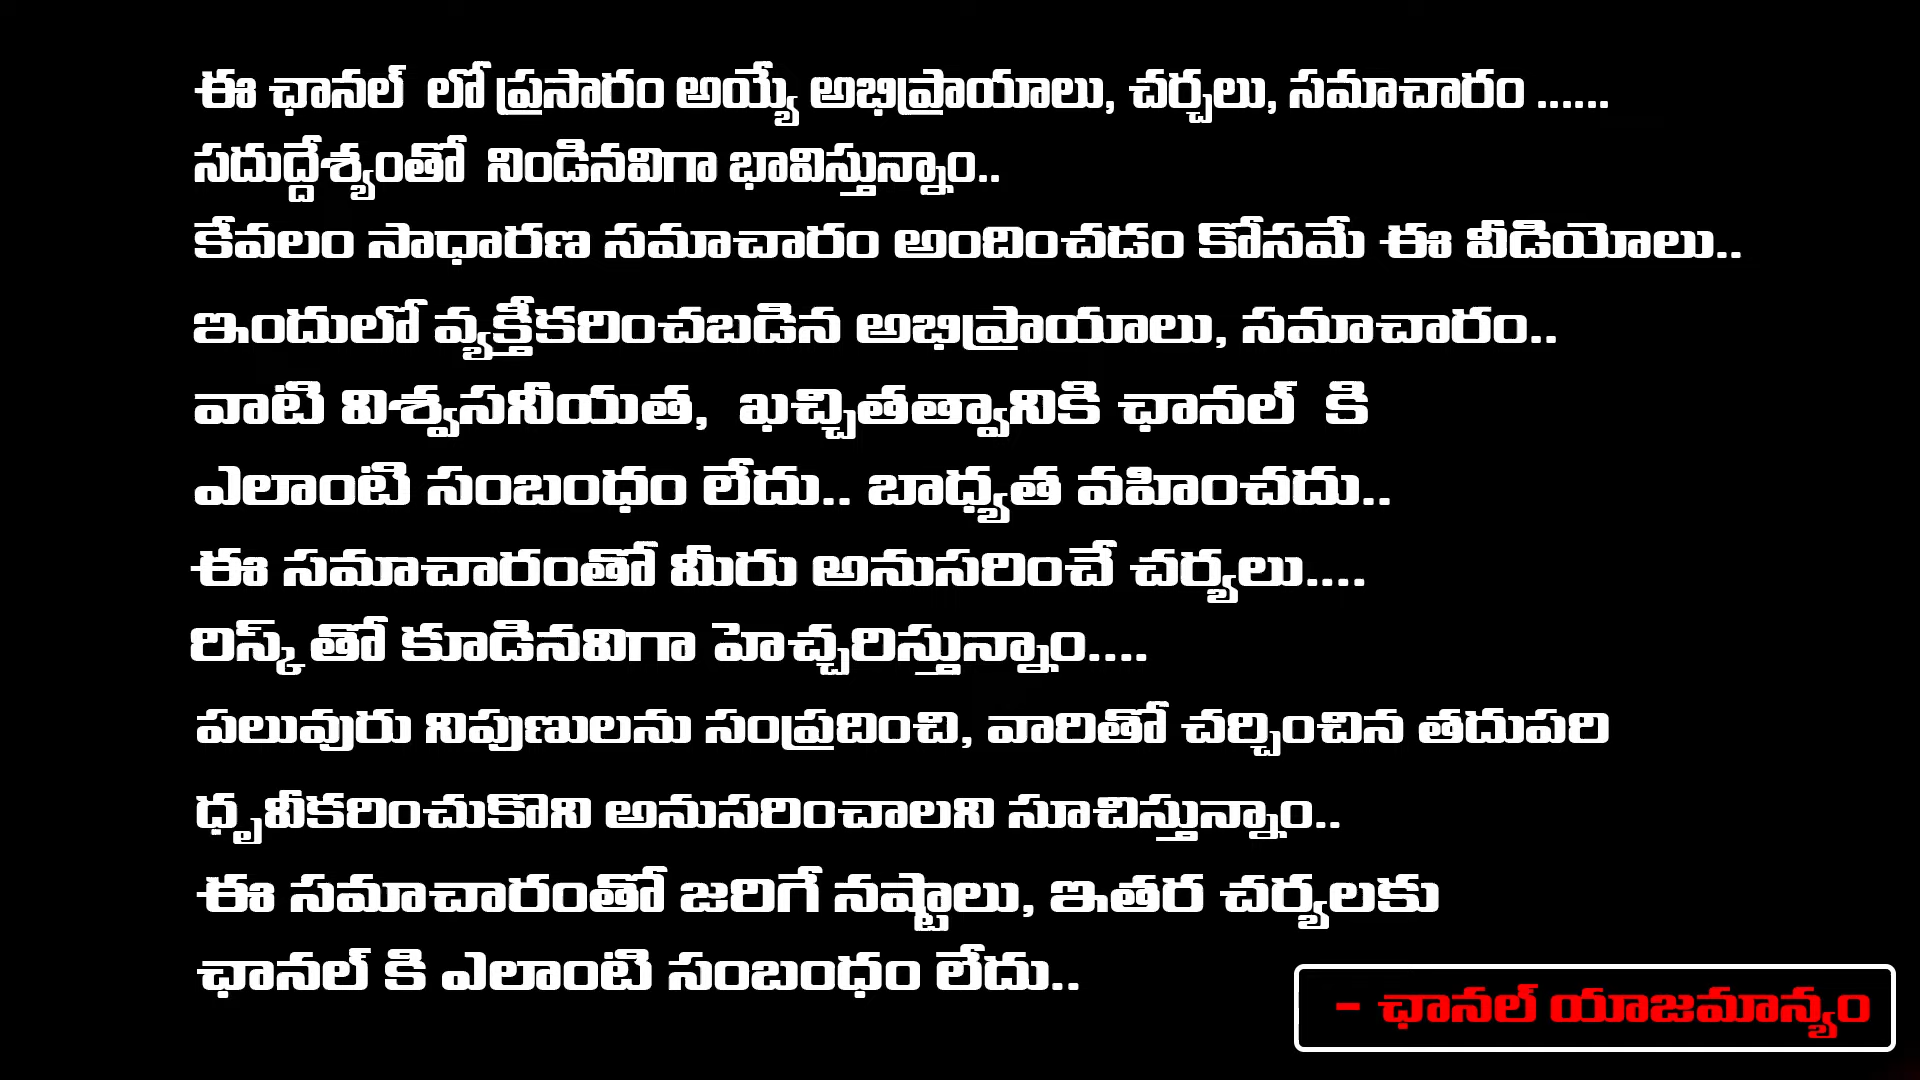 ఈ ఛానల్ లో ప్రసారం అయ్యే అభిప్రాయాలు, చర్చలు, సమాచారం ......
సదుద్దేశ్యంతో నిండినవిగా భావిస్తున్నాం..
కేవలం సాధారణ సమాచారం అందించడం కోసమే ఈ వీడియోలు..
ఇందులో వ్యక్తీకరించబడిన అభిప్రాయాలు, సమాచారం..
వాటి విశ్వసనీయత, ఖచ్చితత్వానికి ఛానల్ కి
ఎలాంటి సంబంధం లేదు.. బాధ్యత వహించదు..
ఈ సమాచారంతో మీరు అనుసరించే చర్యలు....
రిస్క్ తో కూడినవిగా హెచ్చరిస్తున్నాం....
పలువురు నిపుణులను సంప్రదించి, వారితో చర్చించిన తదుపరి
ధృవీకరించుకొని అనుసరించాలని సూచిస్తున్నాం..
ఈ సమాచారంతో జరిగే నష్టాలు, ఇతర చర్యలకు
ఛానల్ కి ఎలాంటి సంబంధం లేదు..
- ఛానల్ యాజమాన్యం